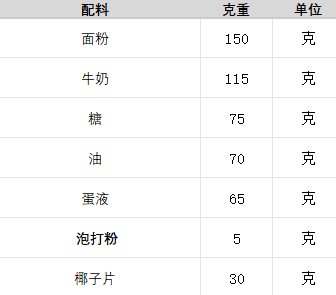 配料 克重 单位
面粉 150 克
牛奶 115 克
糖 75 克
油 70 克
蛋液 65 克
泡打粉 5 克
椰子片 30 克